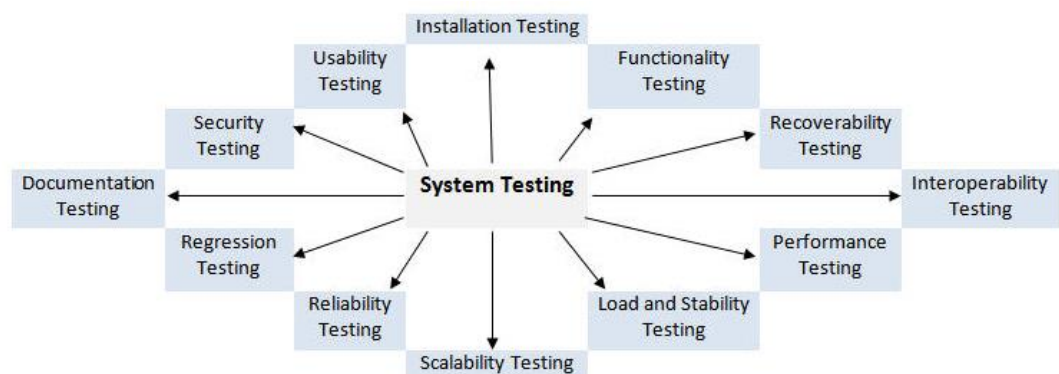 Installation Testing
Usability
Testing
Functionality
Testing
Security
Testing
Recoverability
Testing
Documentation
Testing
System Testing
Interoperability
Testing
Regression
Testing
Performance
Testing
Reliability
Testing
Load and Stability
Testing
Scalability Testing